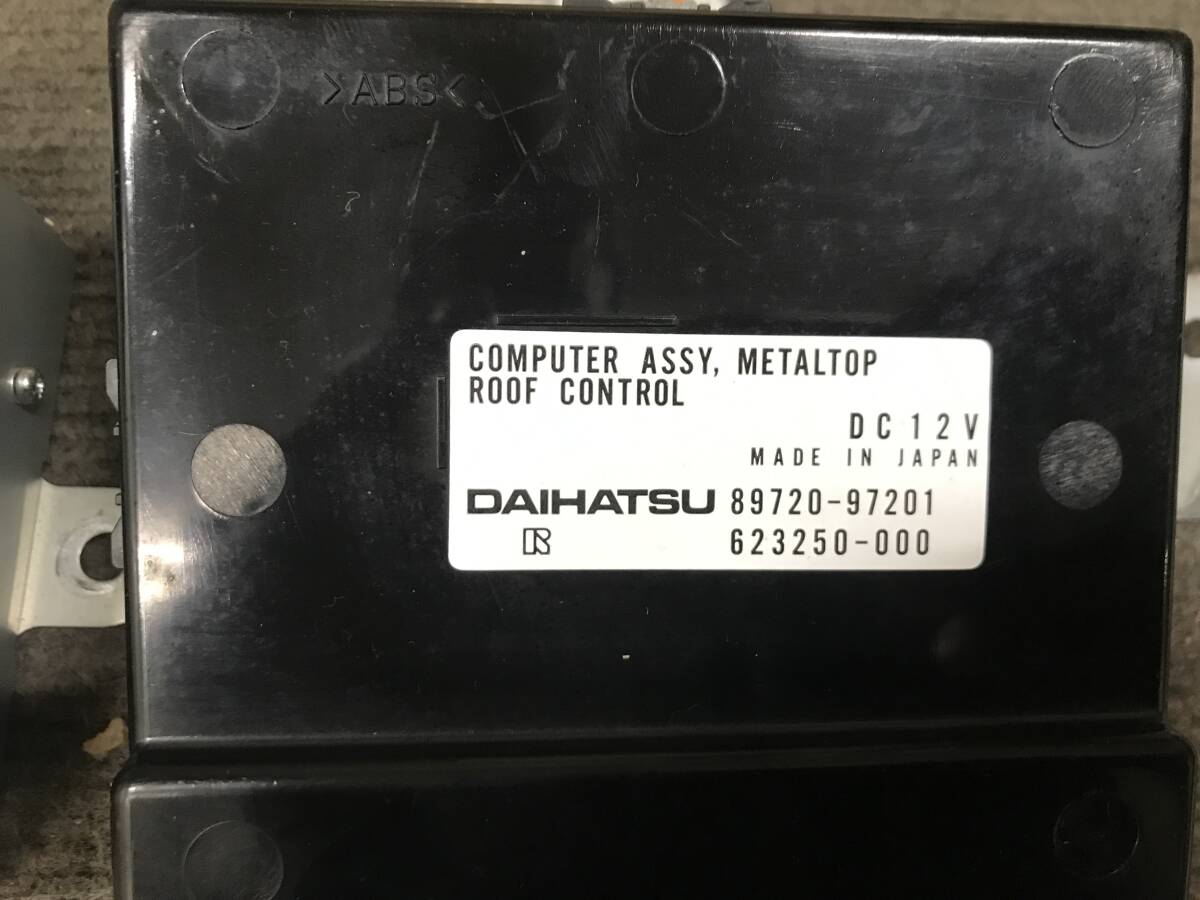 >ABS<
COMPUTER ASSY, METALTOP
ROOF CONTROL
DC12V
MADE IN JAPAN
DAIHATSU 89720-97201
R 623250-000